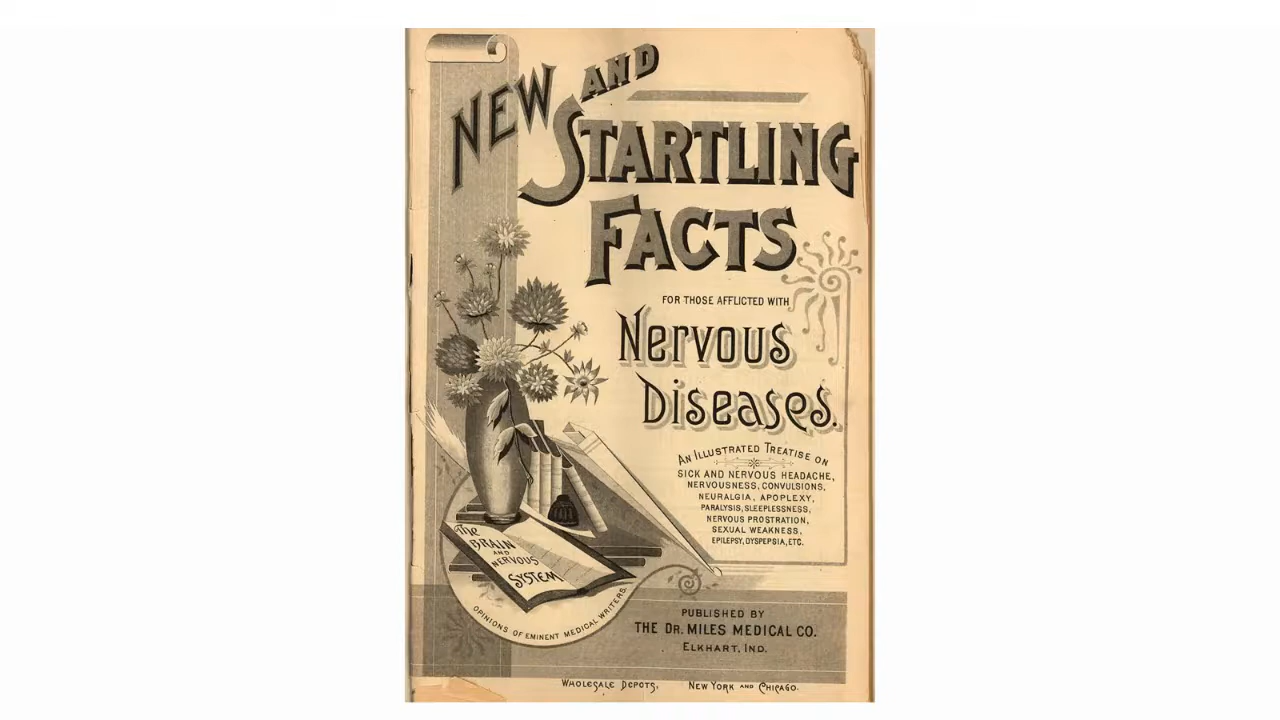 NEW AND
STARTLING
FACTS
FOR THOSE AFFLICTED WITH
NERVOUS
DISEASES.
AN ILLUSTRATED TREATISE ON
SICK AND NERVOUS HEADACHE,
NERVOUSNESS, CONVULSIONS,
NEURALGIA, APOPLEXY,
PARALYSIS, SLEEPLESSNESS,
NERVOUS PROSTRATION,
SEXUAL WEAKNESS,
EPILEPSY, DYSPEPSIA, ETC.
The
BRAIN
AND
NERVOUS
SYSTEM
OPINIONS OF EMINENT MEDICAL WRITERS.
PUBLISHED BY
THE DR. MILES MEDICAL CO.
ELKHART, IND.
WHOLESALE DEPOTS, NEW YORK AND CHICAGO.